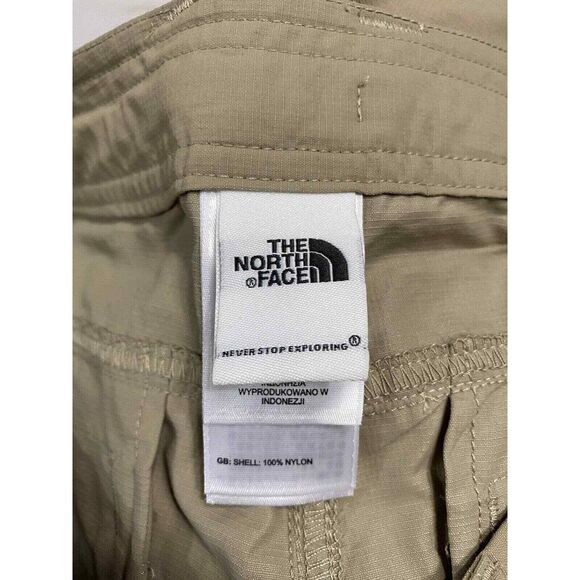 THE
NORTH
®FACE
NEVER STOP EXPLORING®
WYPRODUKOWANO W
INDONEZJI
GB: SHELL: 100% NYLON